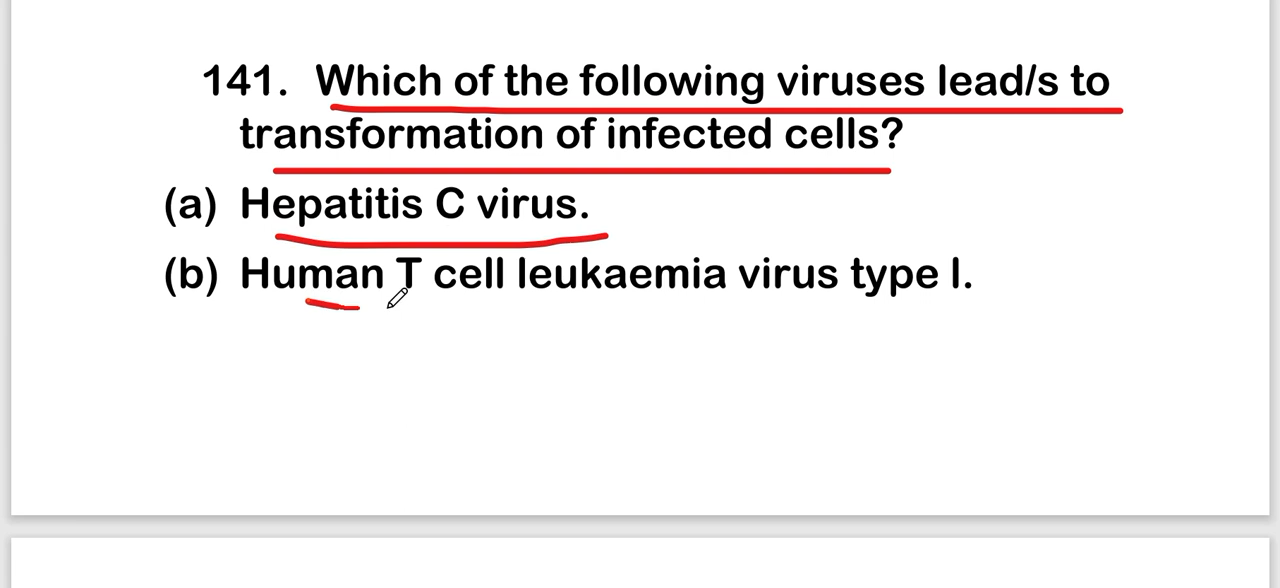 141. Which of the following viruses lead/s to
transformation of infected cells?
(a) Hepatitis C virus.
(b) Human T cell leukaemia virus type I.